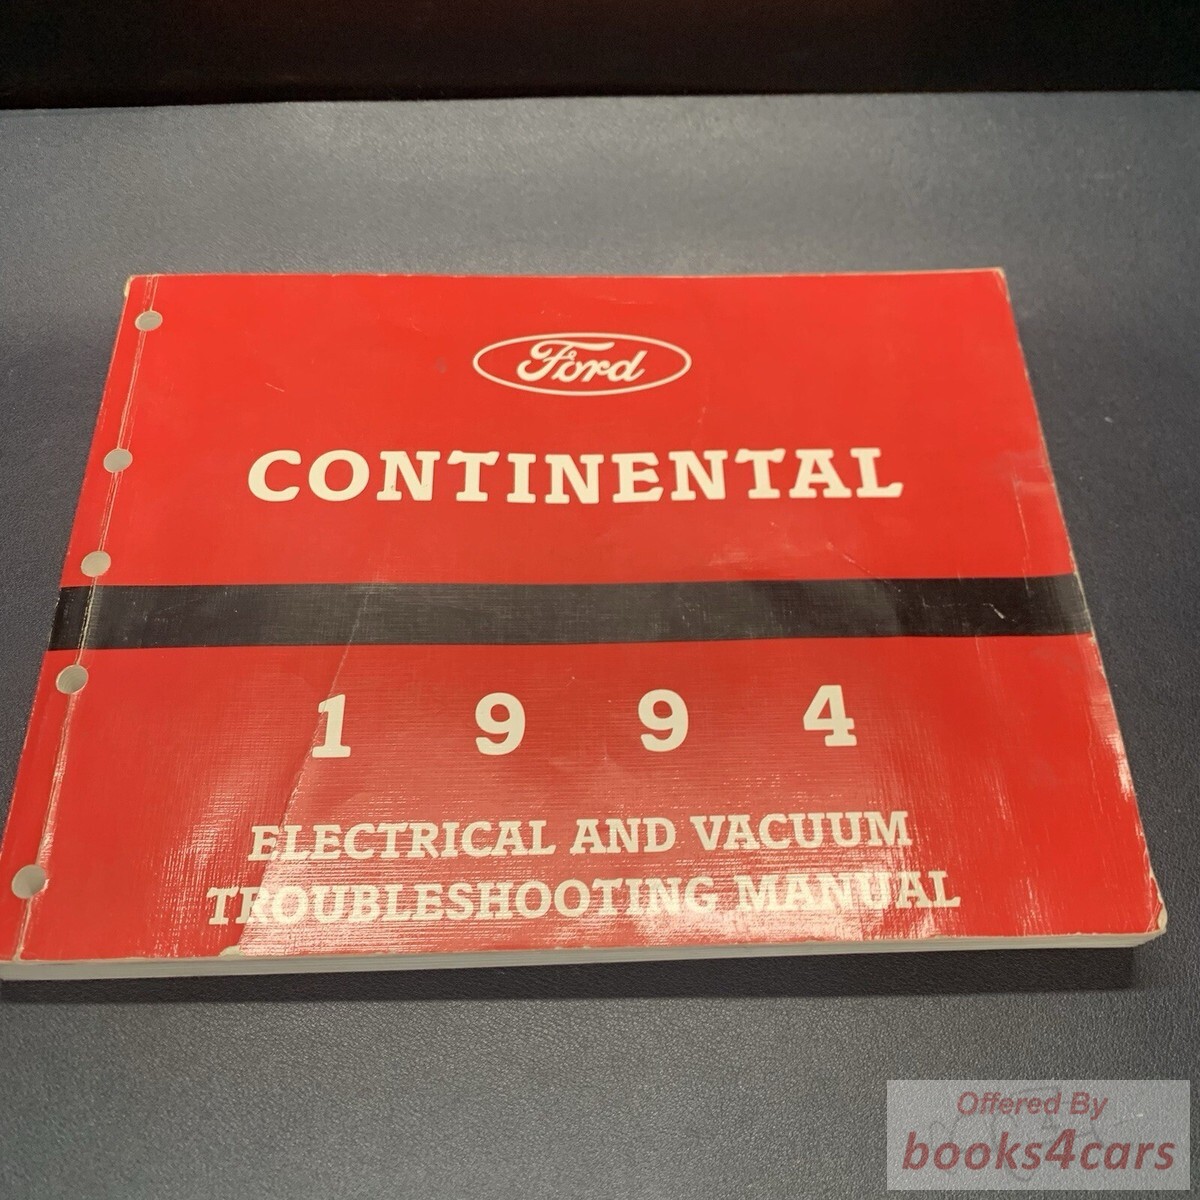 Ford
CONTINENTAL
1 9 9 4
ELECTRICAL AND VACUUM
TROUBLESHOOTING MANUAL
Offered By
books4cars